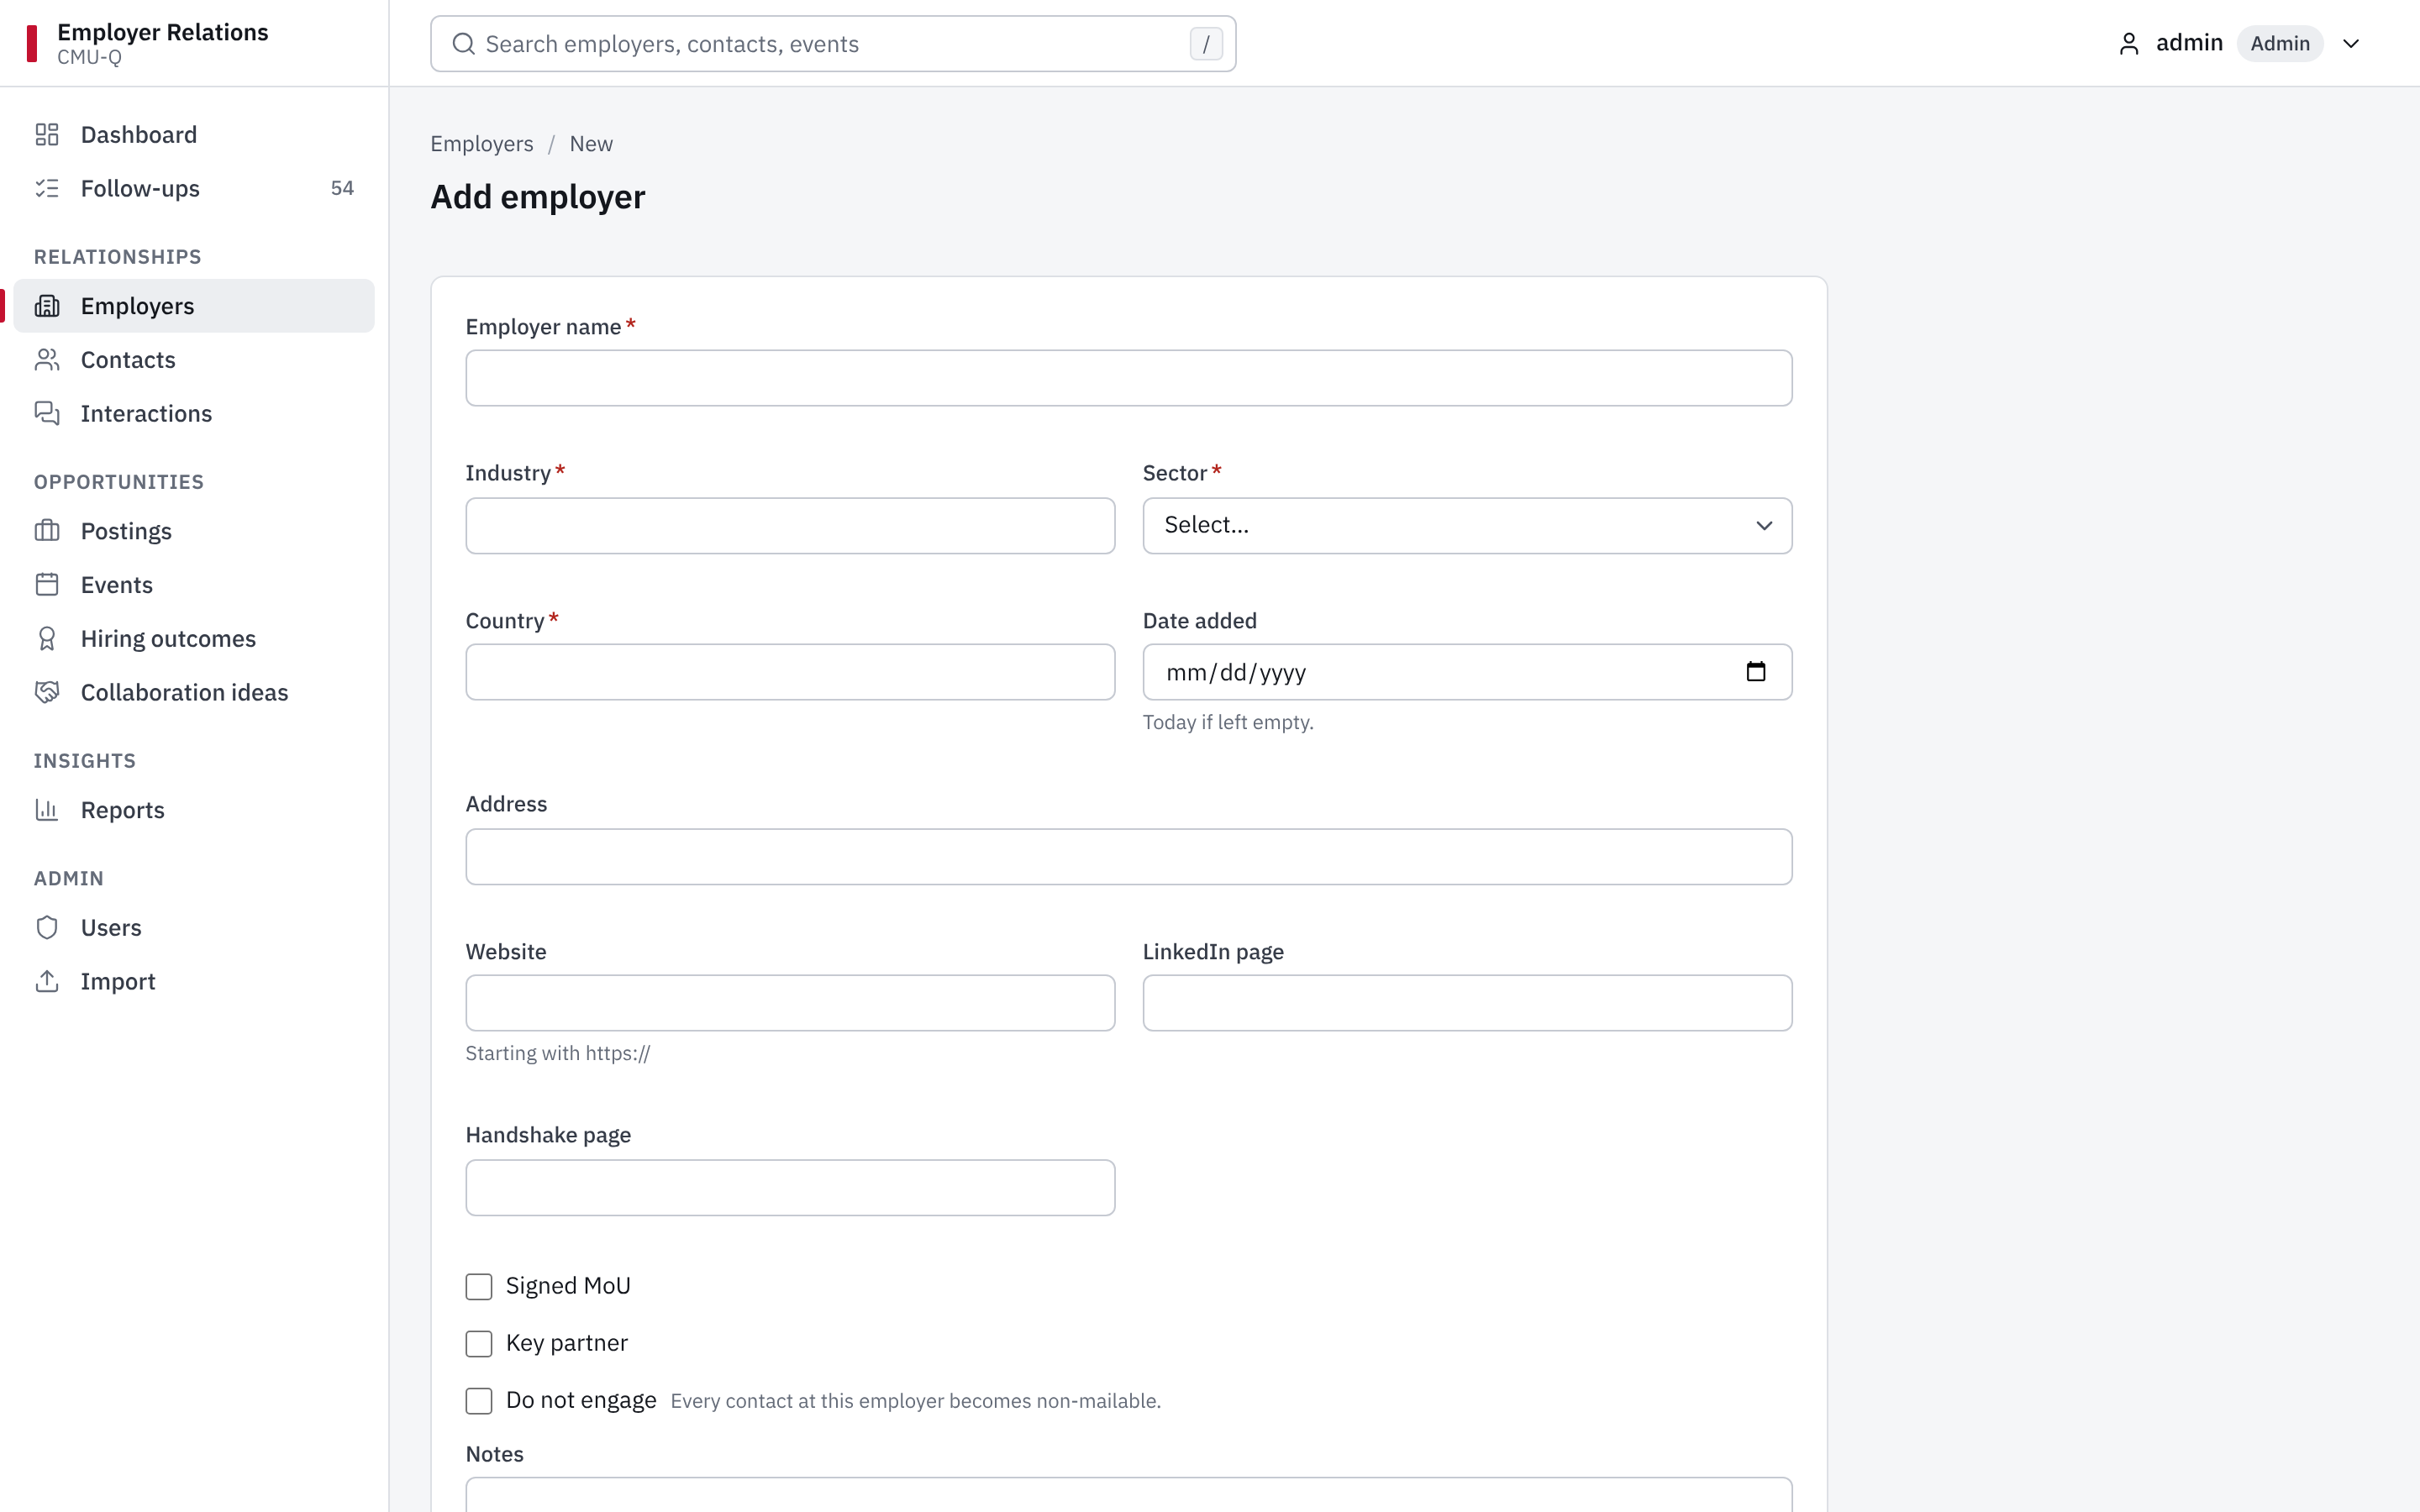 Employer Relations
CMU-Q
Search employers, contacts, events /
admin Admin
Dashboard
Follow-ups 54
RELATIONSHIPS
Employers
Contacts
Interactions
OPPORTUNITIES
Postings
Events
Hiring outcomes
Collaboration ideas
INSIGHTS
Reports
ADMIN
Users
Import
Employers / New
Add employer
Employer name *
Industry *
Sector *
Select...
Country *
Date added
mm/dd/yyyy
Today if left empty.
Address
Website
Starting with https://
LinkedIn page
Handshake page
Signed MoU
Key partner
Do not engage Every contact at this employer becomes non-mailable.
Notes